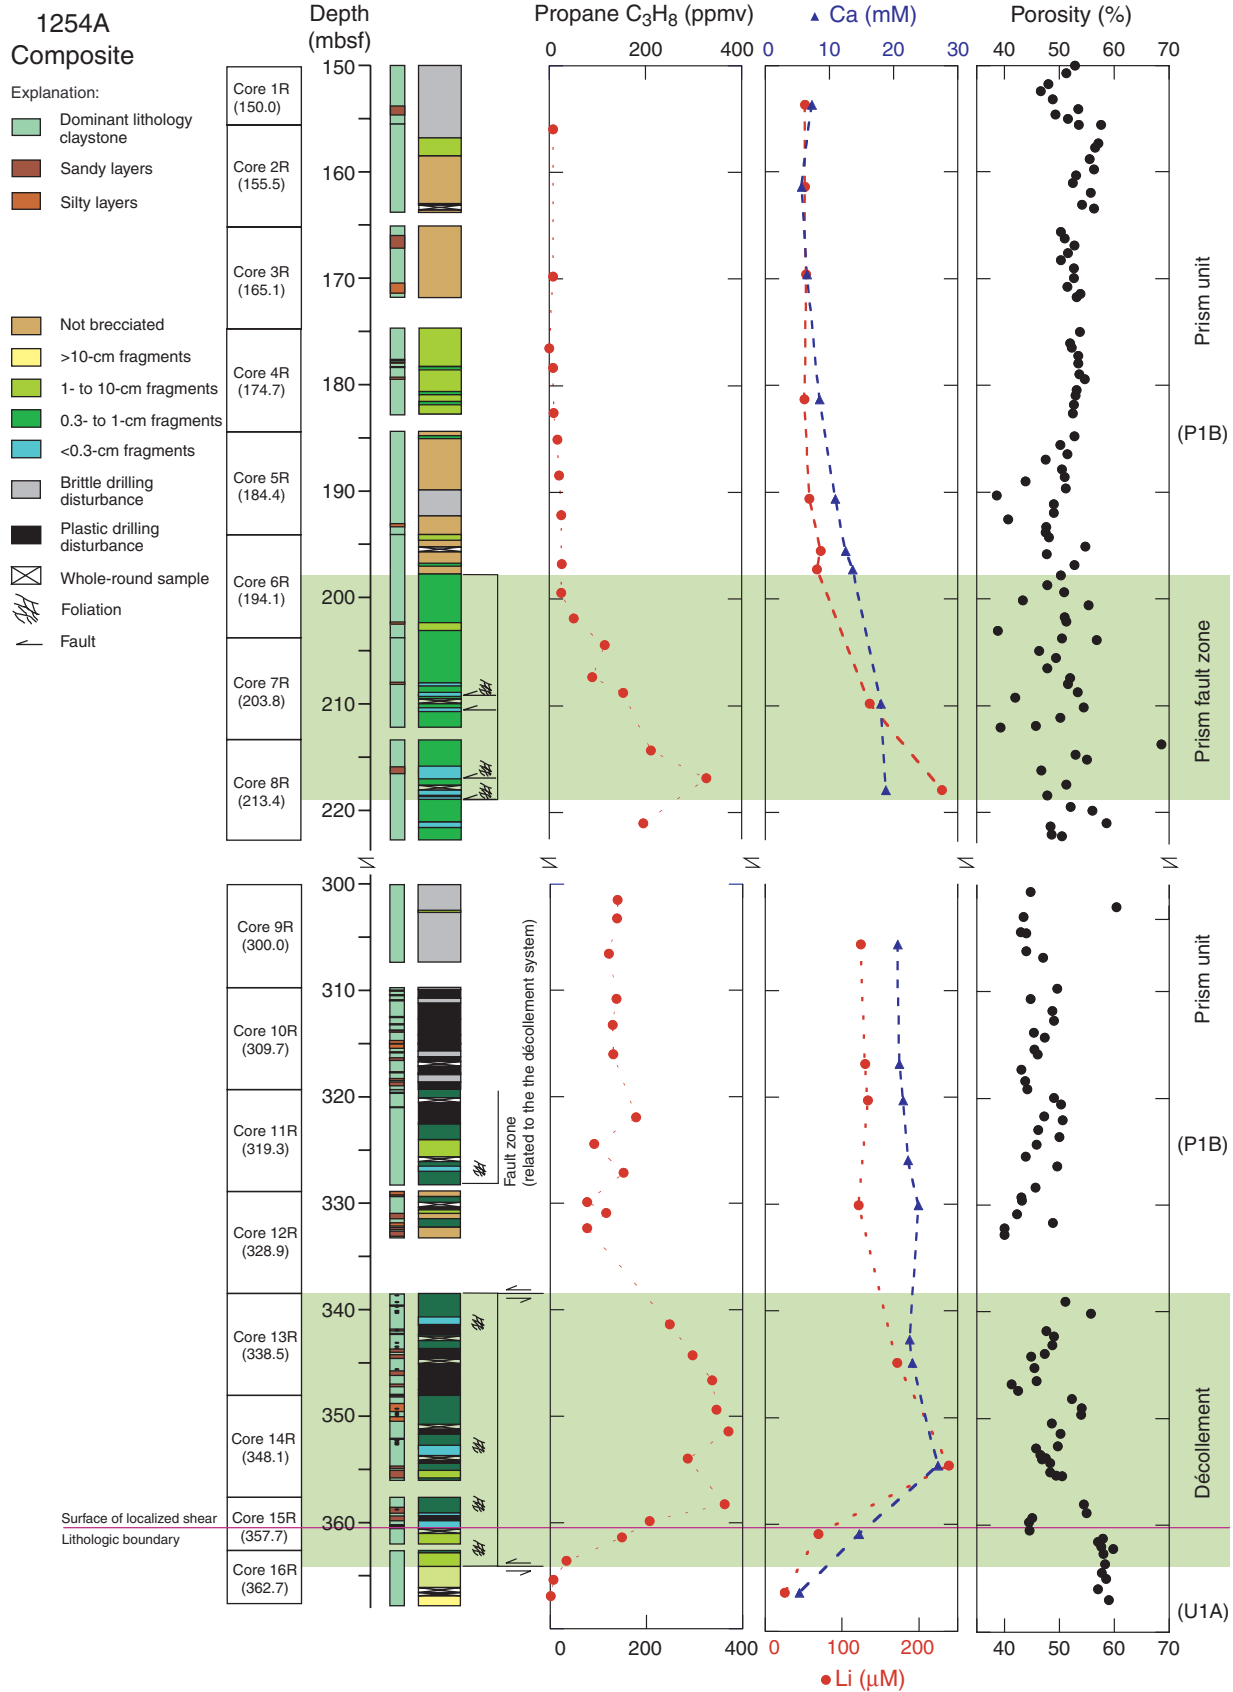 1254A
Composite
Explanation:
Dominant lithology
claystone
Sandy layers
Silty layers
Not brecciated
>10-cm fragments
1- to 10-cm fragments
0.3- to 1-cm fragments
<0.3-cm fragments
Brittle drilling
disturbance
Plastic drilling
disturbance
Whole-round sample
Foliation
Fault
Depth
(mbsf)
Propane C₃H₈ (ppmv)
Ca (mM)
Porosity (%)
0 200 400
0 10 20 30
40 50 60 70
150
160
170
180
190
200
210
220
300
310
320
330
340
350
360
Core 1R
(150.0)
Core 2R
(155.5)
Core 3R
(165.1)
Core 4R
(174.7)
Core 5R
(184.4)
Core 6R
(194.1)
Core 7R
(203.8)
Core 8R
(213.4)
Core 9R
(300.0)
Core 10R
(309.7)
Core 11R
(319.3)
Core 12R
(328.9)
Core 13R
(338.5)
Core 14R
(348.1)
Core 15R
(357.7)
Core 16R
(362.7)
Surface of localized shear
Lithologic boundary
Fault zone
(related to the the décollement system)
Prism unit
(P1B)
Prism fault zone
Prism unit
(P1B)
Décollement
(U1A)
0 200 400
0 100 200
40 50 60 70
Li (μM)